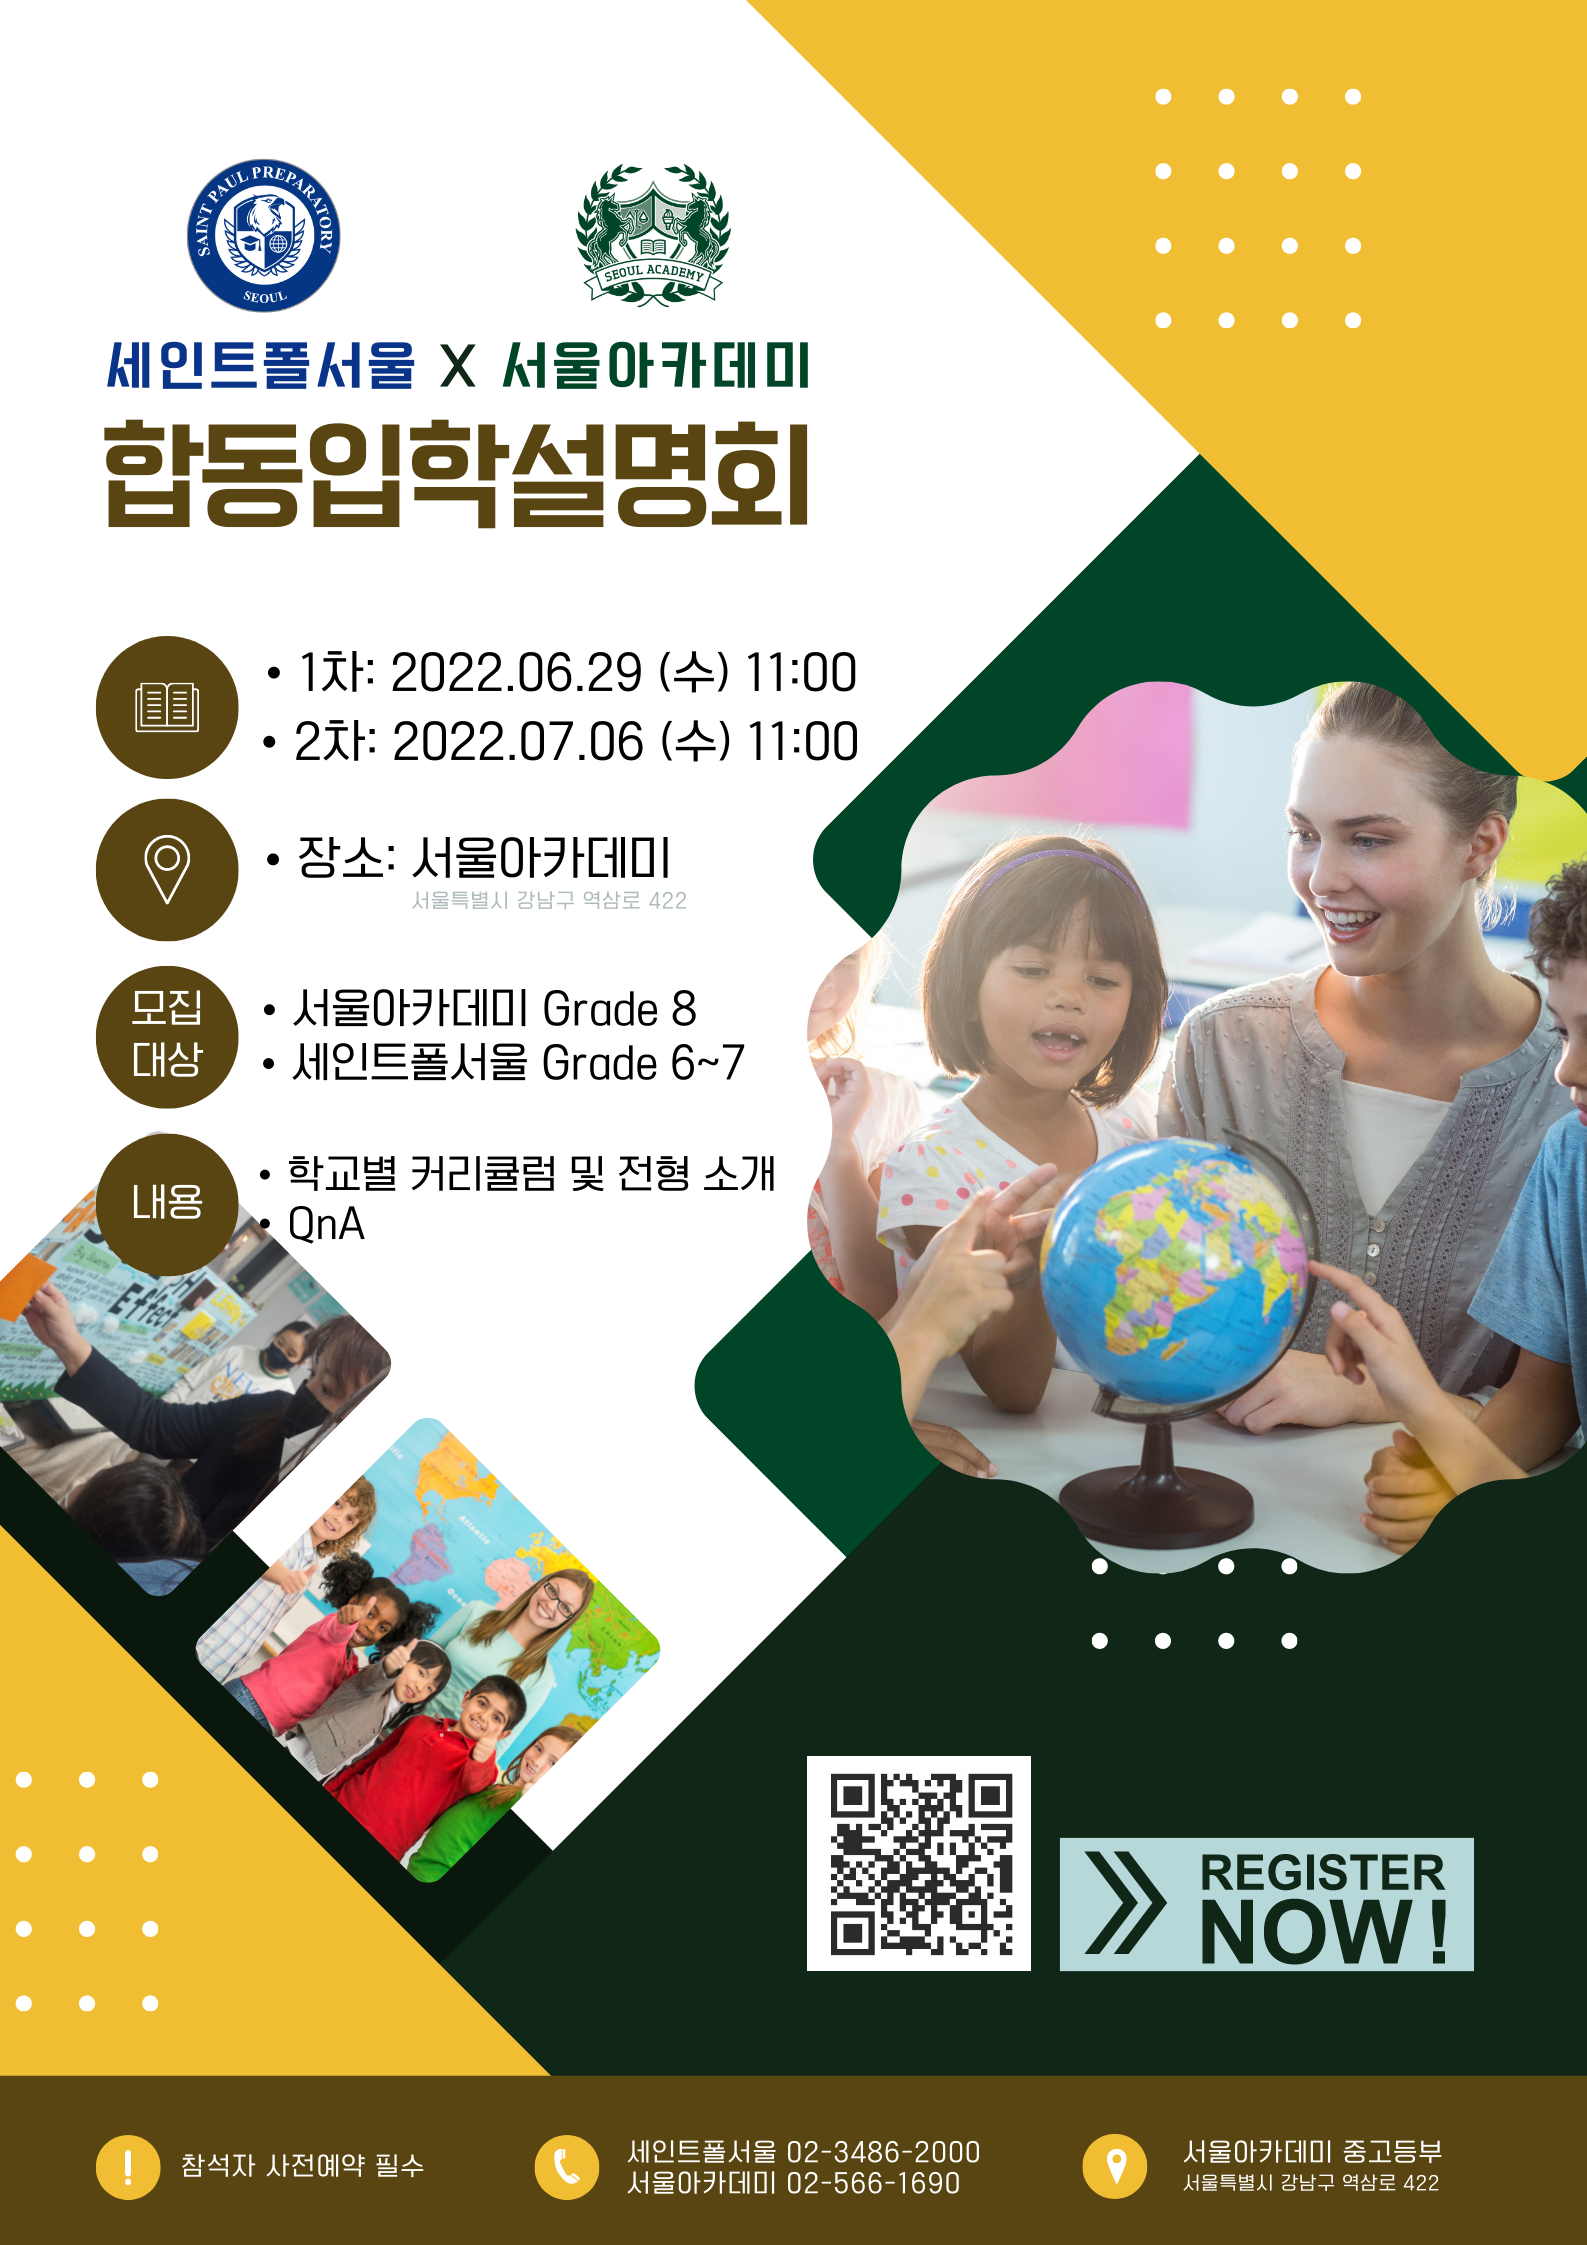 SAINT PAUL PREPARATORY
SEOUL
SEOUL ACADEMY
세인트폴서울 X 서울아카데미
합동입학설명회
• 1차: 2022.06.29 (수) 11:00
• 2차: 2022.07.06 (수) 11:00
• 장소: 서울아카데미
서울특별시 강남구 역삼로 422
모집
대상
• 서울아카데미 Grade 8
• 세인트폴서울 Grade 6~7
내용
• 학교별 커리큘럼 및 전형 소개
• QnA
Effect
Atlantic
REGISTER
NOW!
참석자 사전예약 필수
세인트폴서울 02-3486-2000
서울아카데미 02-566-1690
서울아카데미 중고등부
서울특별시 강남구 역삼로 422